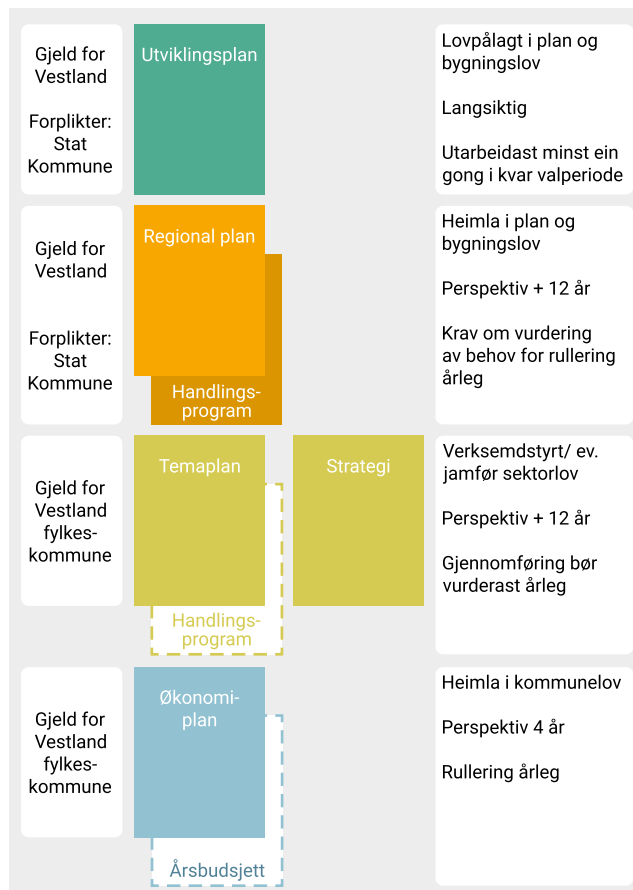 Gjeld for
Vestland
Forplikter:
Stat
Kommune
Utviklingsplan
Lovpålagt i plan og
bygningslov
Langsiktig
Utarbeidast minst ein
gong i kvar valperiode
Gjeld for
Vestland
Forplikter:
Stat
Kommune
Regional plan
Handlings-
program
Heimla i plan og
bygningslov
Perspektiv + 12 år
Krav om vurdering
av behov for rullering
årleg
Gjeld for
Vestland
fylkes-
kommune
Temaplan
Handlings-
program
Strategi
Verksemdstyrt/ ev.
jamfør sektorlov
Perspektiv + 12 år
Gjennomføring bør
vurderast årleg
Gjeld for
Vestland
fylkes-
kommune
Økonomi-
plan
Årsbudsjett
Heimla i kommunelov
Perspektiv 4 år
Rullering årleg